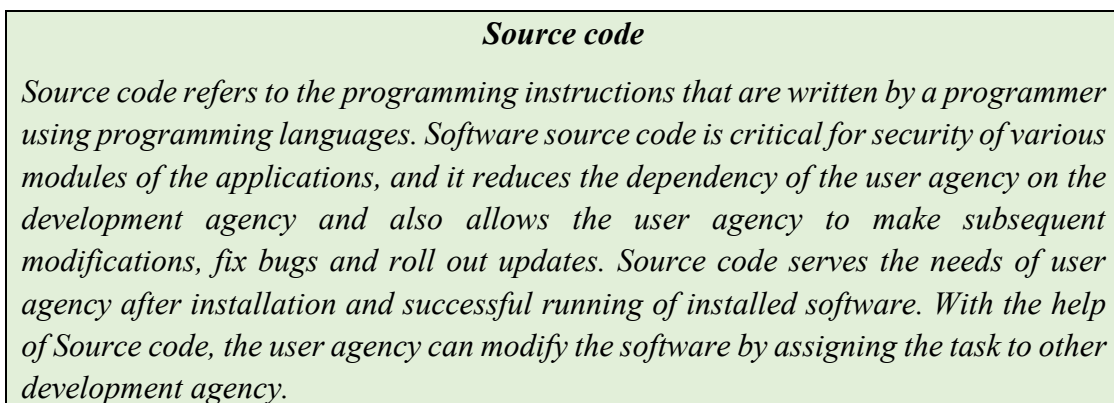 Source code
Source code refers to the programming instructions that are written by a programmer
using programming languages. Software source code is critical for security of various
modules of the applications, and it reduces the dependency of the user agency on the
development agency and also allows the user agency to make subsequent
modifications, fix bugs and roll out updates. Source code serves the needs of user
agency after installation and successful running of installed software. With the help
of Source code, the user agency can modify the software by assigning the task to other
development agency.